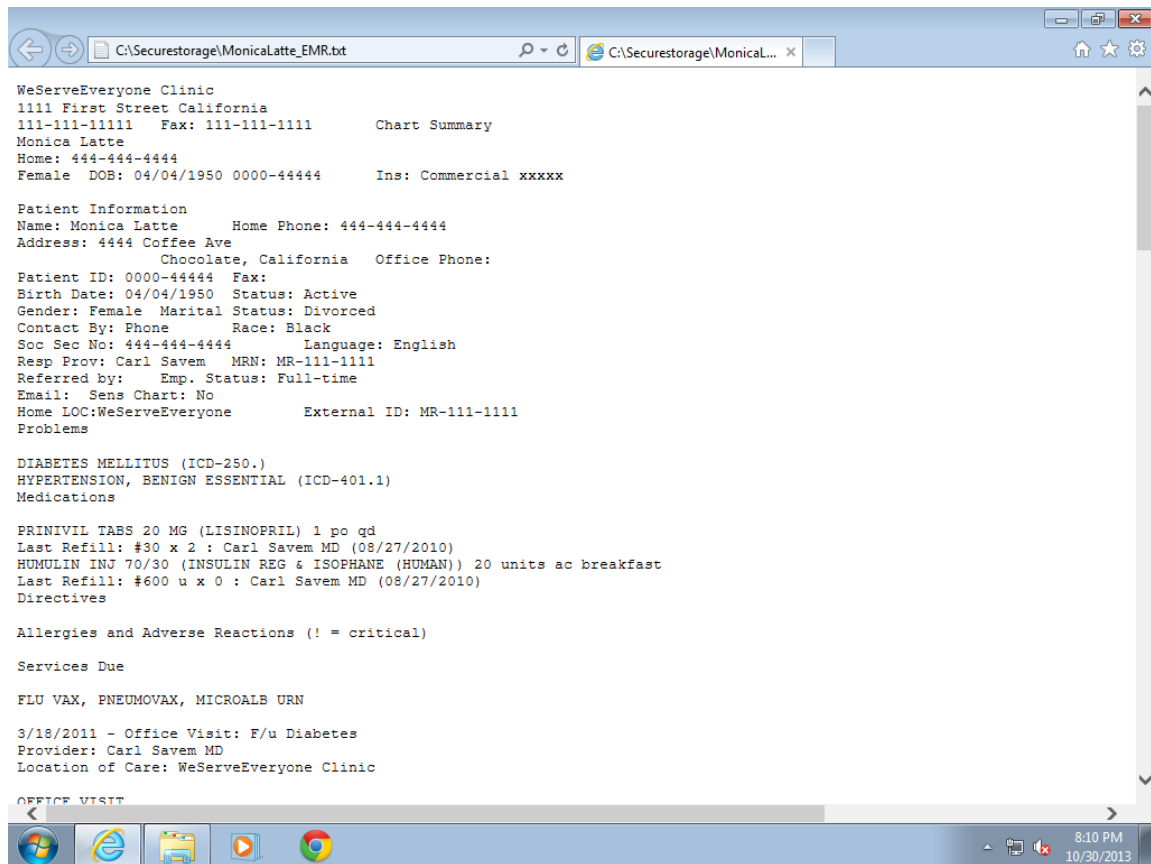 C:\Securestorage\MonicaLatte_EMR.txt
C:\Securestorage\MonicaL...
WeServeEveryone Clinic
1111 First Street California
111-111-11111   Fax: 111-111-1111        Chart Summary
Monica Latte
Home: 444-444-4444
Female  DOB: 04/04/1950 0000-44444       Ins: Commercial xxxxx
Patient Information
Name: Monica Latte       Home Phone: 444-444-4444
Address: 4444 Coffee Ave
Chocolate, California   Office Phone:
Patient ID: 0000-44444  Fax:
Birth Date: 04/04/1950  Status: Active
Gender: Female  Marital Status: Divorced
Contact By: Phone       Race: Black
Soc Sec No: 444-444-4444         Language: English
Resp Prov: Carl Savem   MRN: MR-111-1111
Referred by:    Emp. Status: Full-time
Email:  Sens Chart: No
Home LOC:WeServeEveryone         External ID: MR-111-1111
Problems
DIABETES MELLITUS (ICD-250.)
HYPERTENSION, BENIGN ESSENTIAL (ICD-401.1)
Medications
PRINIVIL TABS 20 MG (LISINOPRIL) 1 po qd
Last Refill: #30 x 2 : Carl Savem MD (08/27/2010)
HUMULIN INJ 70/30 (INSULIN REG & ISOPHANE (HUMAN)) 20 units ac breakfast
Last Refill: #600 u x 0 : Carl Savem MD (08/27/2010)
Directives
Allergies and Adverse Reactions (! = critical)
Services Due
FLU VAX, PNEUMOVAX, MICROALB URN
3/18/2011 - Office Visit: F/u Diabetes
Provider: Carl Savem MD
Location of Care: WeServeEveryone Clinic
OFFICE VISIT
8:10 PM
10/30/2013